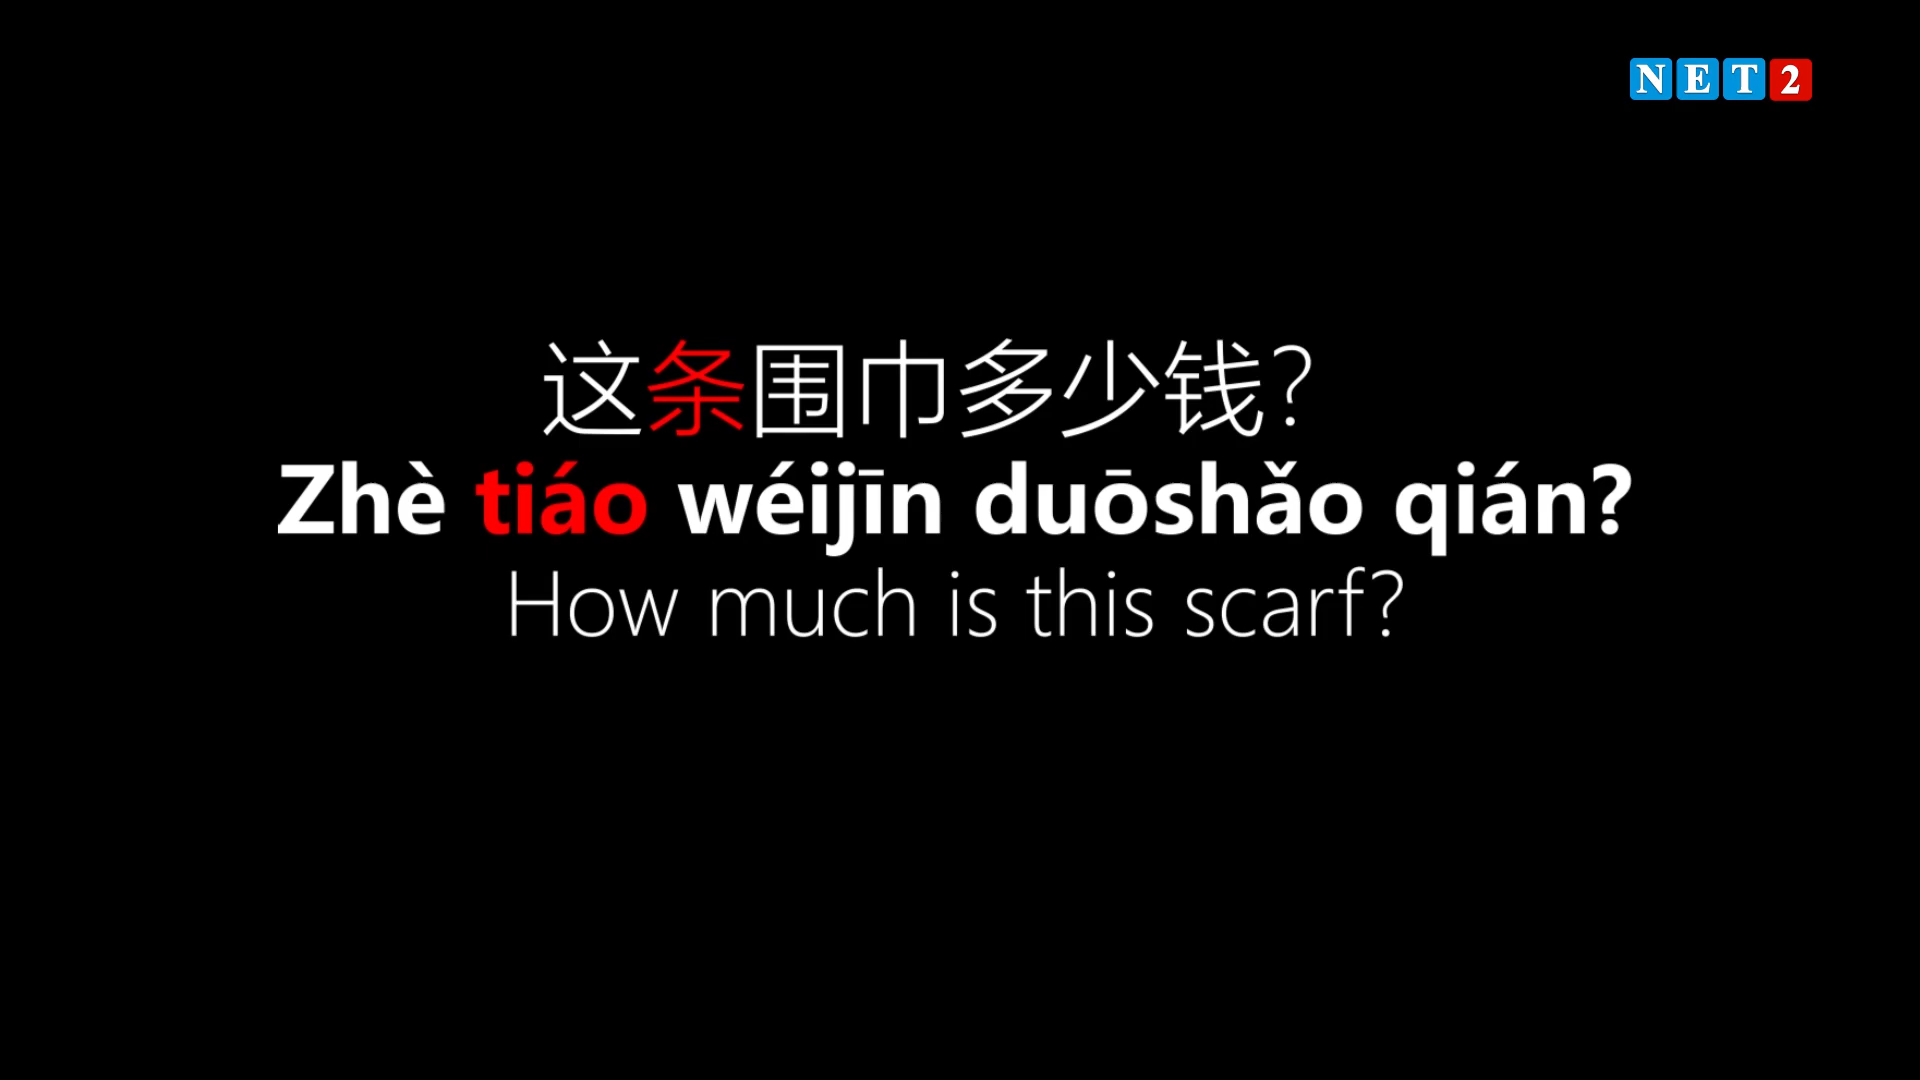 NET2
这条围巾多少钱?
Zhè tiáo wéijīn duōshǎo qián?
How much is this scarf?